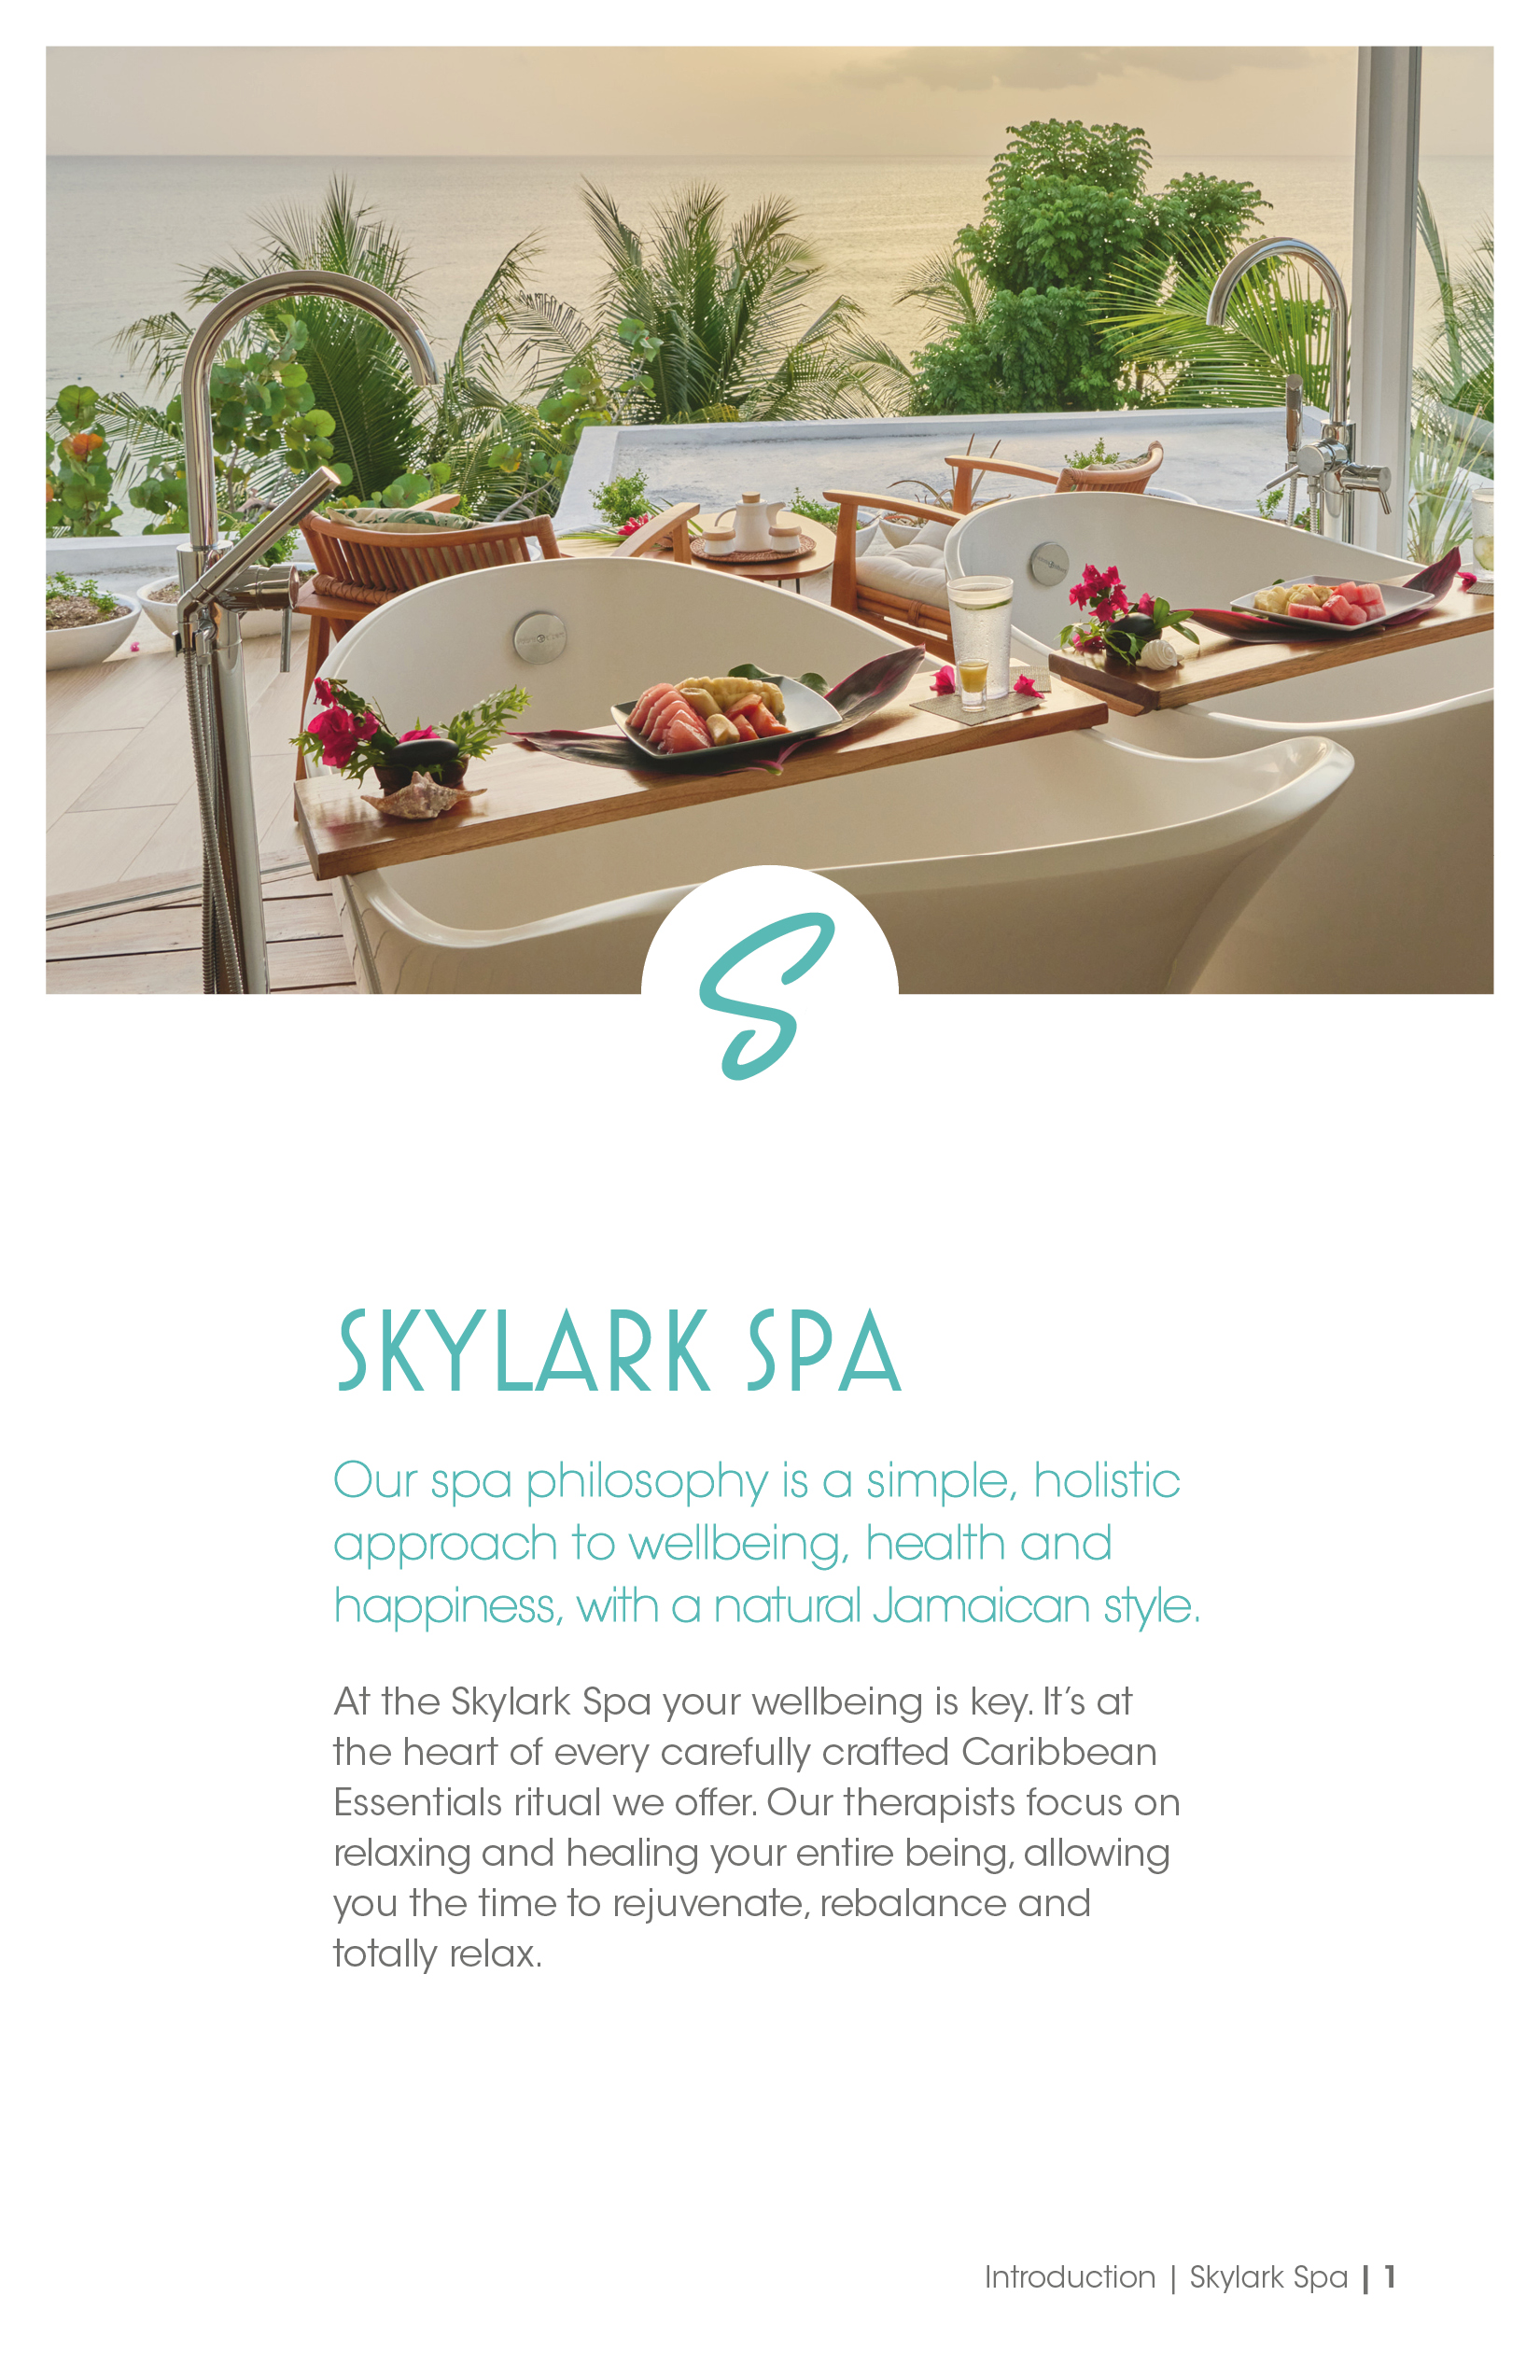 S
SKYLARK SPA
Our spa philosophy is a simple, holistic
approach to wellbeing, health and
happiness, with a natural Jamaican style.
At the Skylark Spa your wellbeing is key. It’s at
the heart of every carefully crafted Caribbean
Essentials ritual we offer. Our therapists focus on
relaxing and healing your entire being, allowing
you the time to rejuvenate, rebalance and
totally relax.
Introduction | Skylark Spa | 1